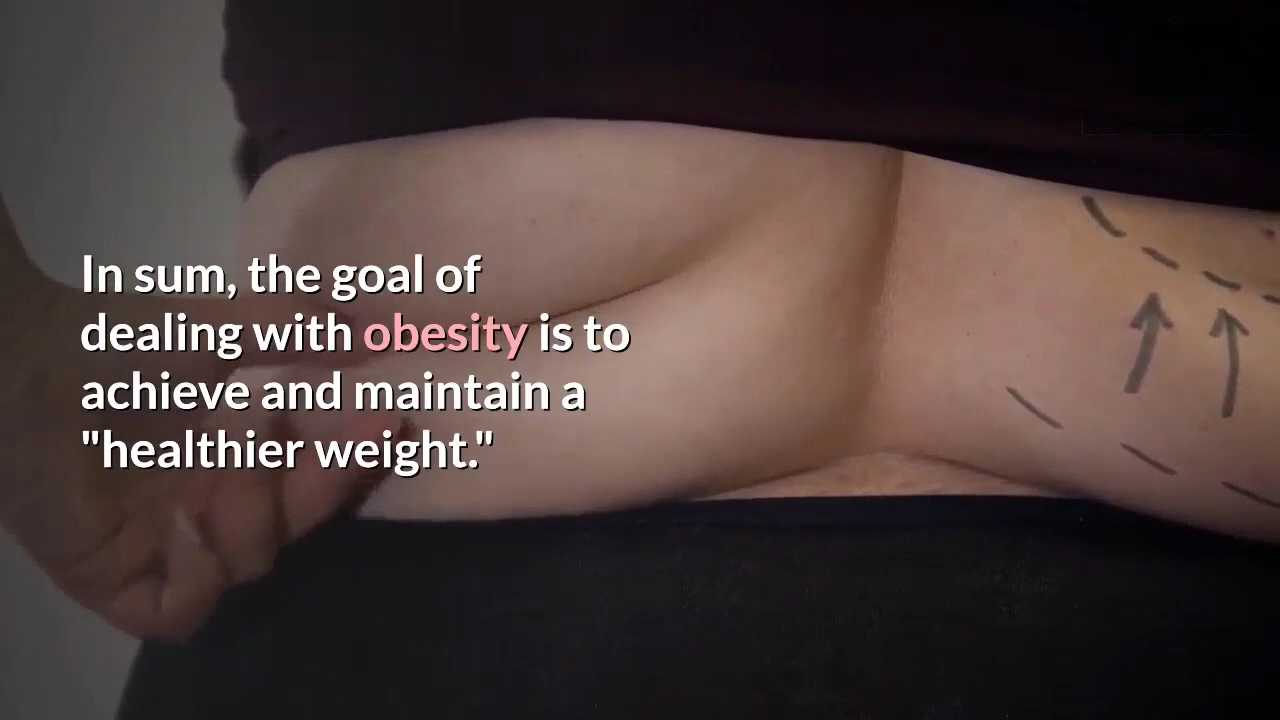 In sum, the goal of
dealing with obesity is to
achieve and maintain a
"healthier weight."